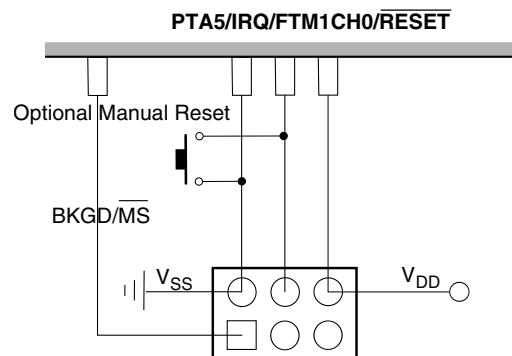 PTA5/IRQ/FTM1CH0/RESET
Optional Manual Reset
BKGD/MS
VSS
VDD